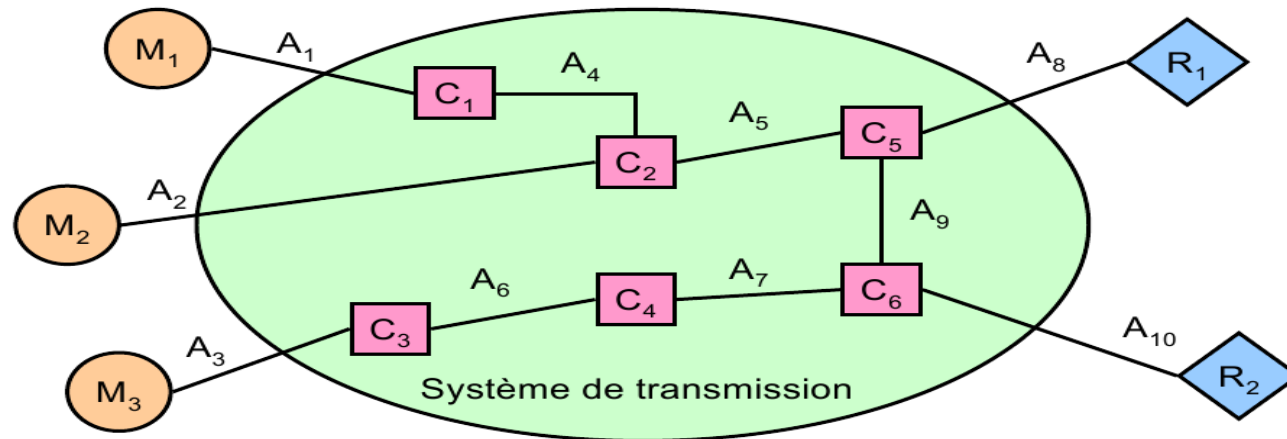 M₁
A₁
C₁
A₄
A₈
R₁
C₂
A₅
C₅
A₂
M₂
A₉
A₆
C₄
A₇
C₆
C₃
A₃
A₁₀
M₃
Système de transmission
R₂